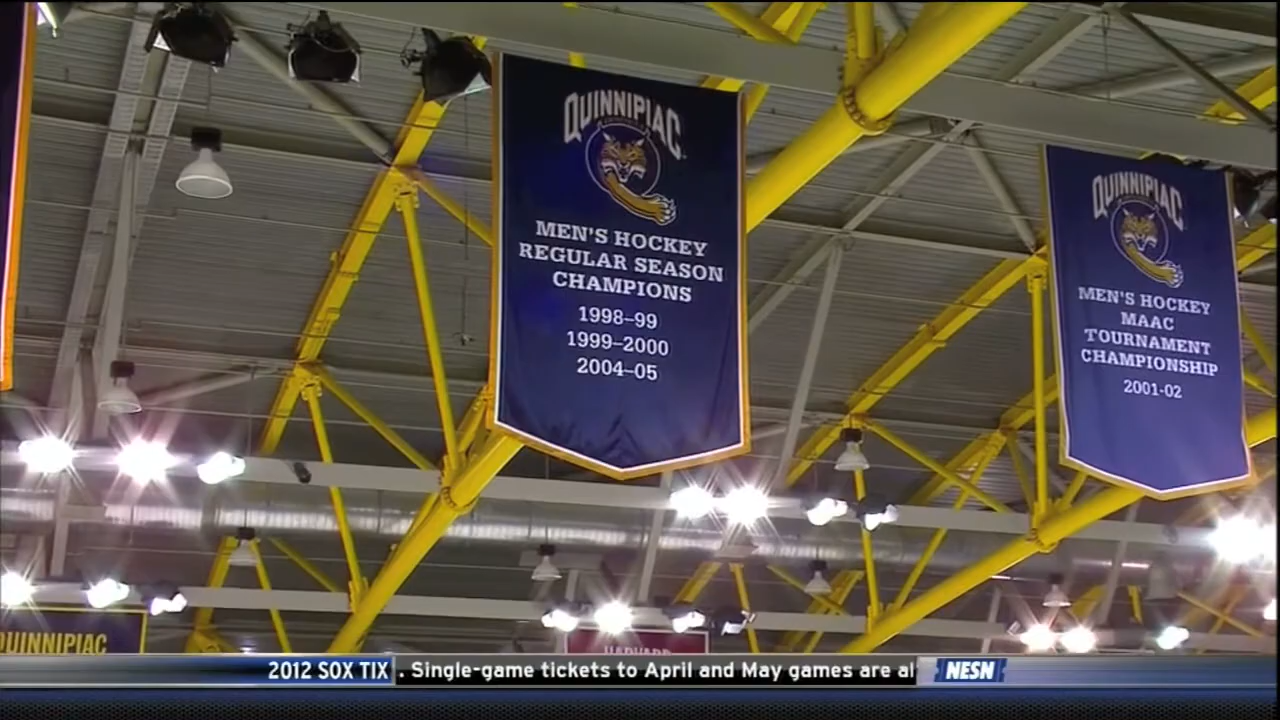 QUINNIPIAC
MEN'S HOCKEY
REGULAR SEASON
CHAMPIONS
1998–99
1999–2000
2004–05
QUINNIPIAC
MEN'S HOCKEY
MAAC
TOURNAMENT
CHAMPIONSHIP
2001-02
QUINNIPIAC
HARVARD
2012 SOX TIX . Single-game tickets to April and May games are al NESN